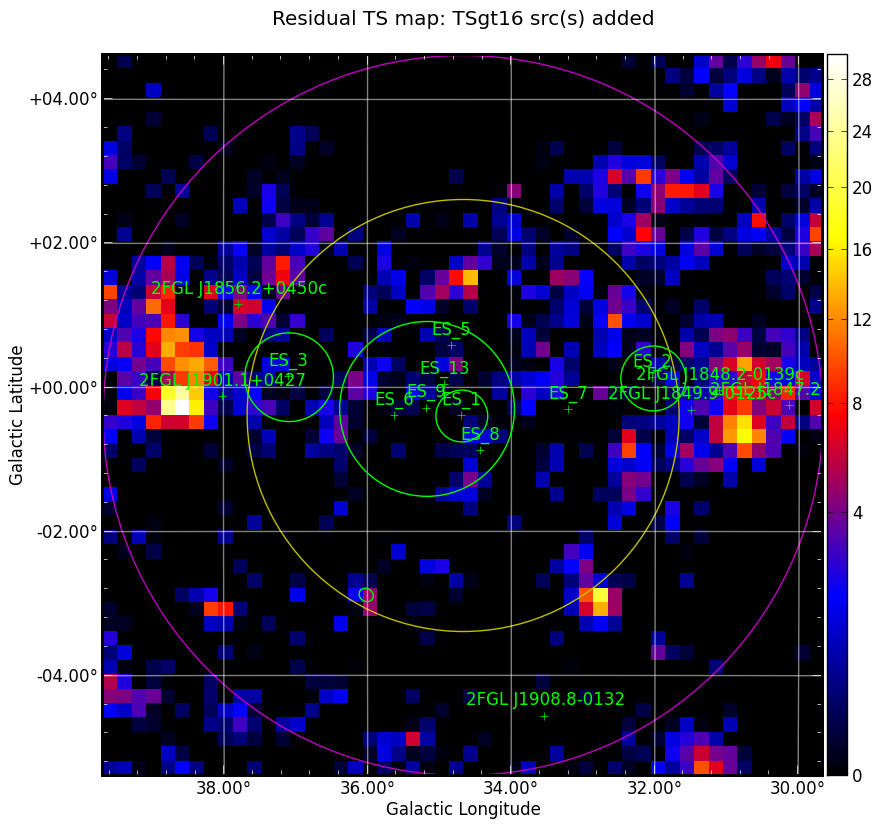 Residual TS map: TSgt16 src(s) added
+04.00°
+02.00°
+00.00°
-02.00°
-04.00°
Galactic Latitude
2FGL J1856.2+0450c
ES_5
ES_3
ES_13
ES_2
2FGL J1848.2-0139c
2FGL J1901.1+0427
ES_6
ES_9
ES_1
ES_7
2FGL J1849.9-0125c
2FGL J1847.2
ES_8
2FGL J1908.8-0132
38.00°
36.00°
34.00°
32.00°
30.00°
Galactic Longitude
28
24
20
16
12
8
4
0